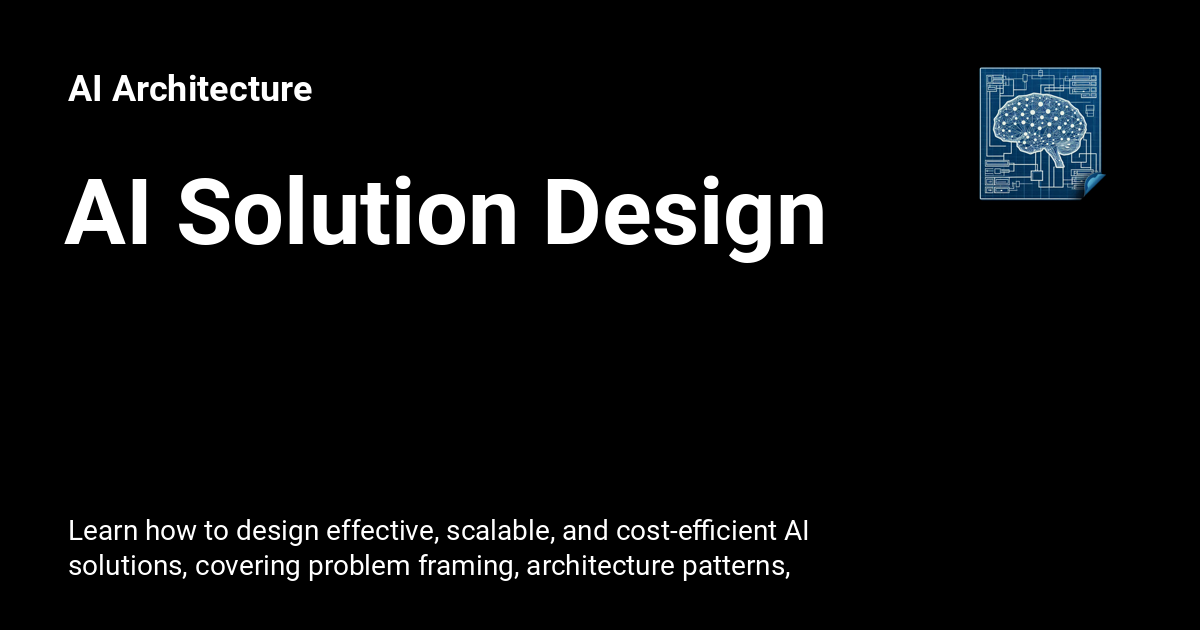 AI Architecture
AI Solution Design
Learn how to design effective, scalable, and cost-efficient AI
solutions, covering problem framing, architecture patterns,